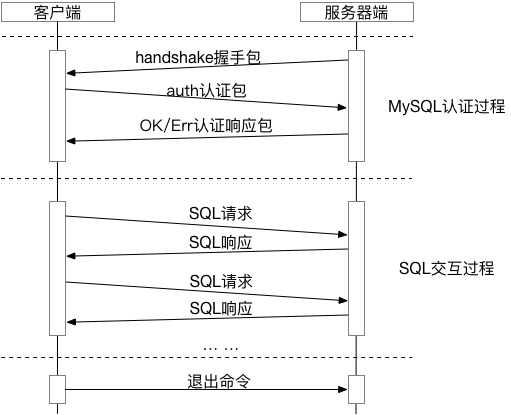 客户端
服务器端
handshake握手包
auth认证包
MySQL认证过程
OK/Err认证响应包
SQL请求
SQL响应
SQL交互过程
SQL请求
SQL响应
... ...
退出命令